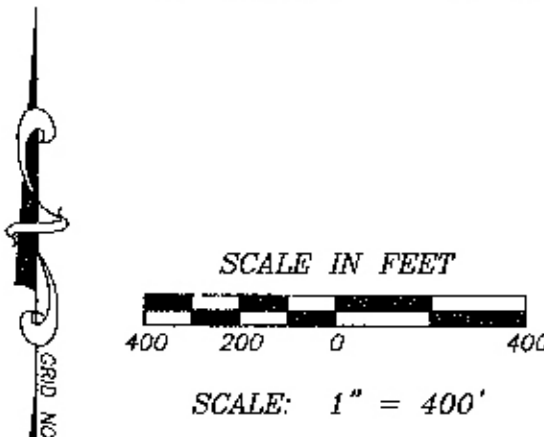 SCALE IN FEET
400 200 0 400
SCALE: 1" = 400'
GRID NO